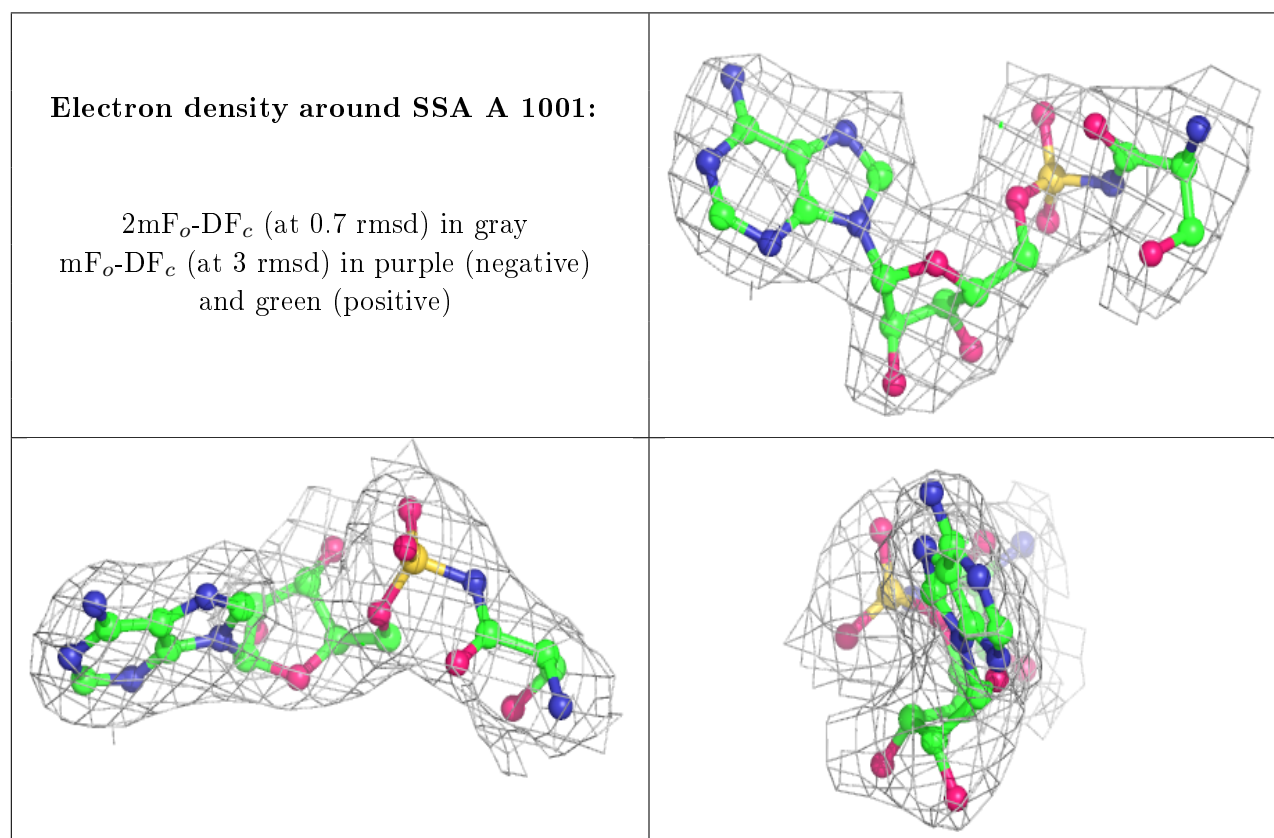 Electron density around SSA A 1001:
2mFₒ-DF𝒸 (at 0.7 rmsd) in gray
mFₒ-DF𝒸 (at 3 rmsd) in purple (negative)
and green (positive)